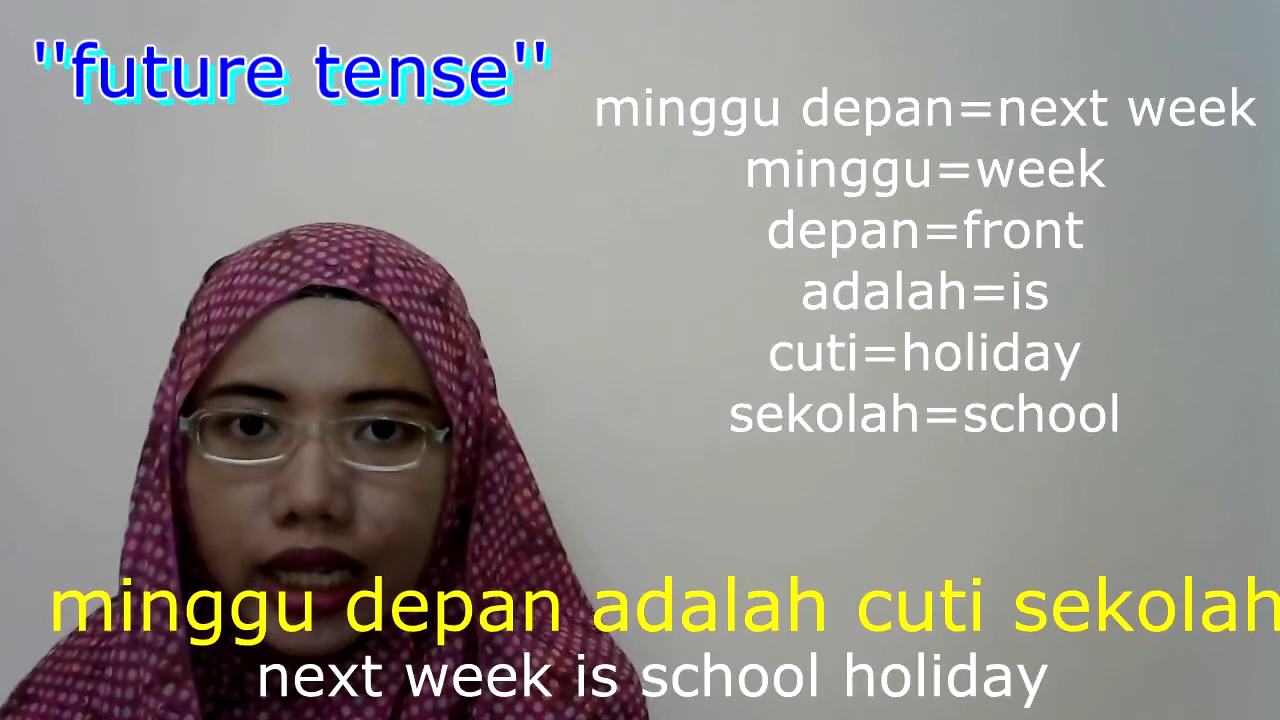 "future tense"
minggu depan=next week
minggu=week
depan=front
adalah=is
cuti=holiday
sekolah=school
minggu depan adalah cuti sekolah
next week is school holiday